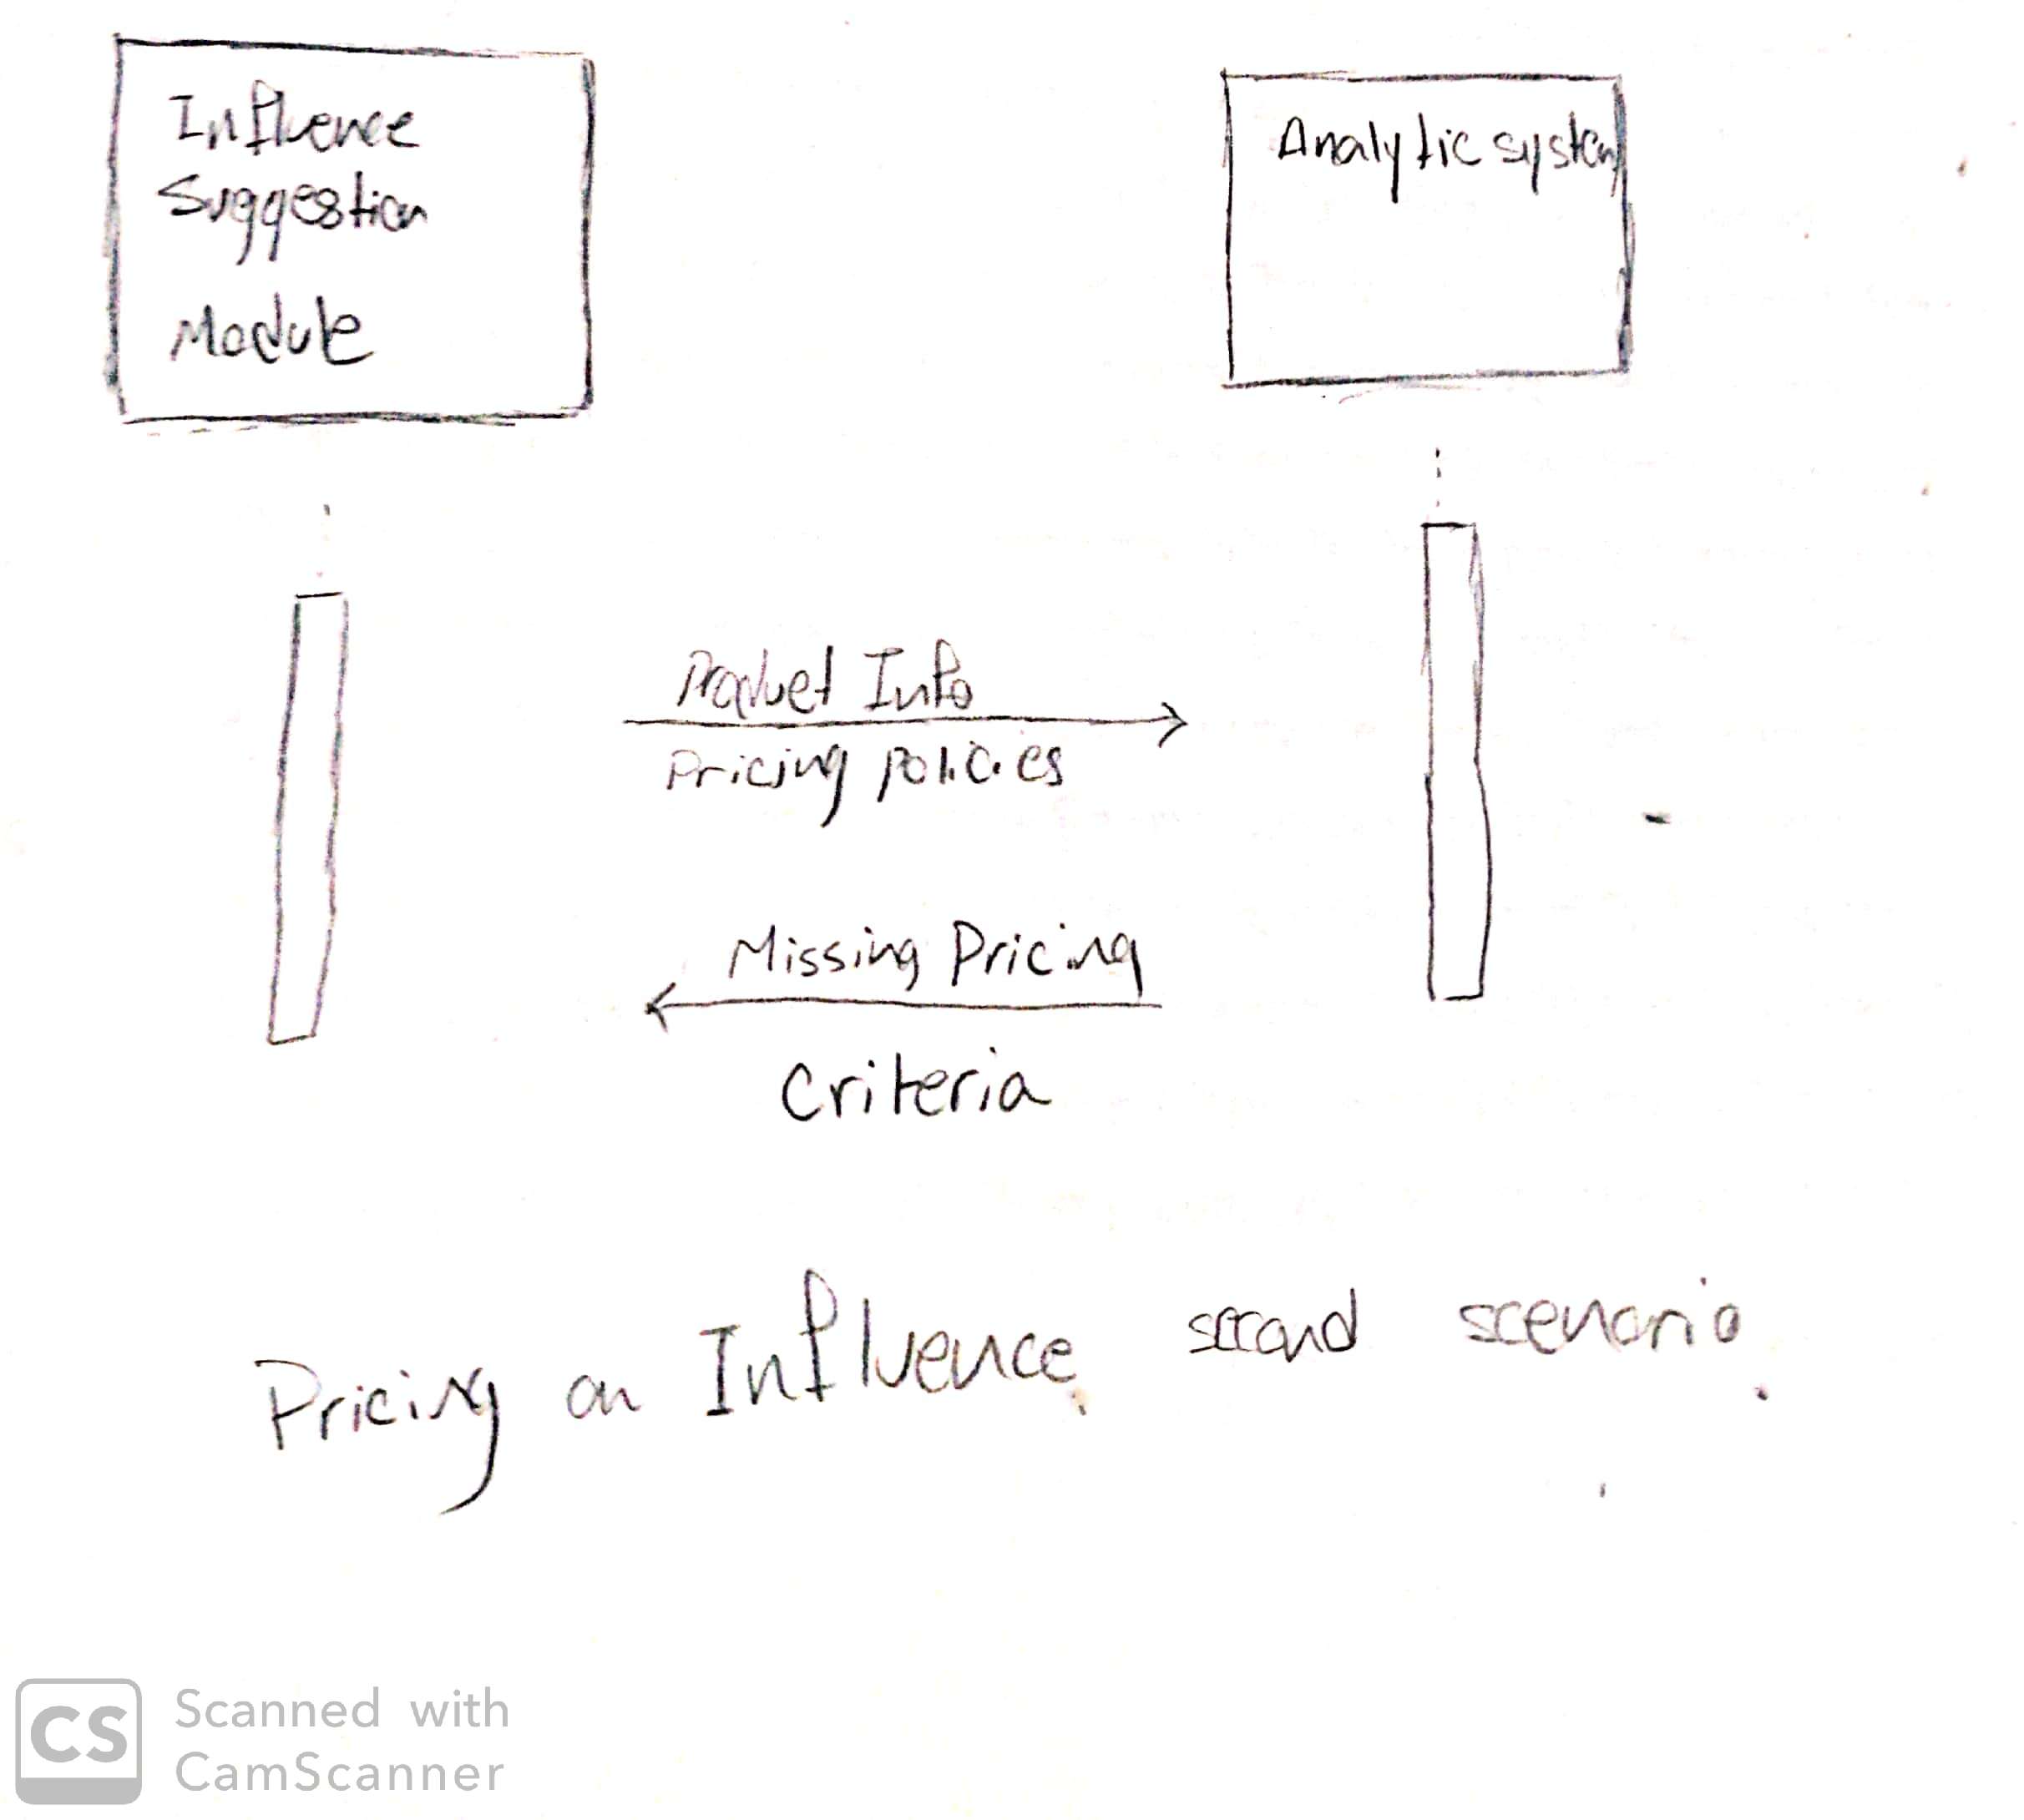 Influence
Suggestion
Module
Analytic system
Product Info
Pricing policies
Missing Pricing
Criteria
Pricing on Influence second scenario.
CS Scanned with
CamScanner